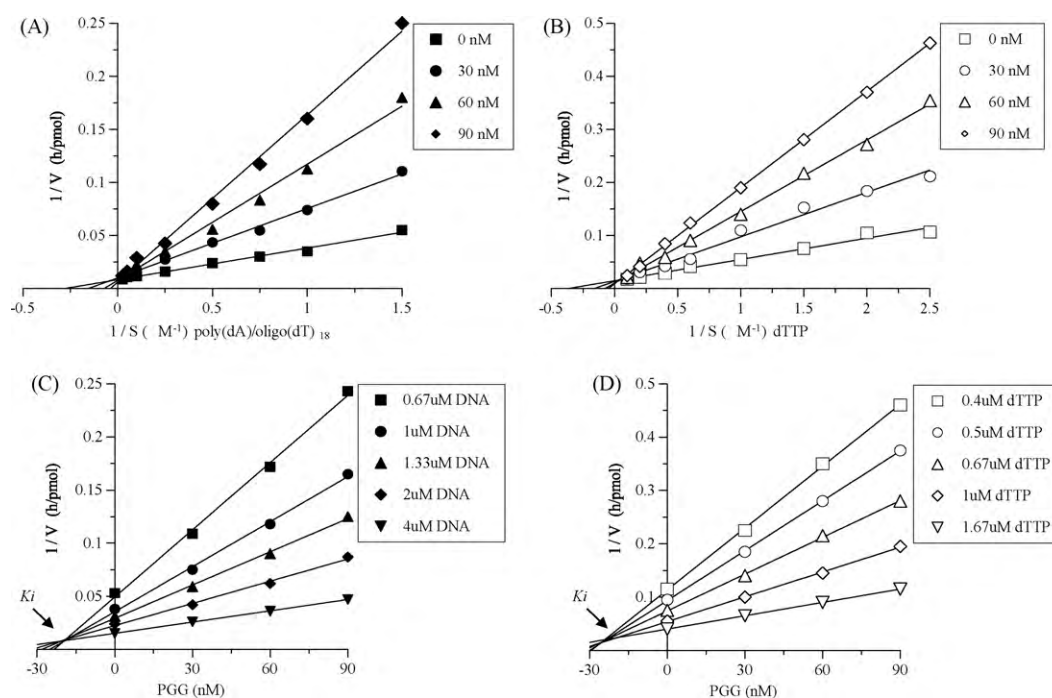 (A)
0.25
0.2
0.15
0.1
0.05
1 / V (h/pmol)
-0.5
0
0.5
1.0
1.5
1 / S ( M⁻¹) poly(dA)/oligo(dT) ₁₈
0 nM
30 nM
60 nM
90 nM
(B)
0.5
0.4
0.3
0.2
0.1
1 / V (h/pmol)
-0.5
0
0.5
1.0
1.5
2.0
2.5
1 / S ( M⁻¹) dTTP
0 nM
30 nM
60 nM
90 nM
(C)
0.25
0.2
0.15
0.1
0.05
1 / V (h/pmol)
Ki
-30
0
30
60
90
PGG (nM)
0.67uM DNA
1uM DNA
1.33uM DNA
2uM DNA
4uM DNA
(D)
0.5
0.4
0.3
0.2
0.1
1 / V (h/pmol)
Ki
-30
0
30
60
90
PGG (nM)
0.4uM dTTP
0.5uM dTTP
0.67uM dTTP
1uM dTTP
1.67uM dTTP